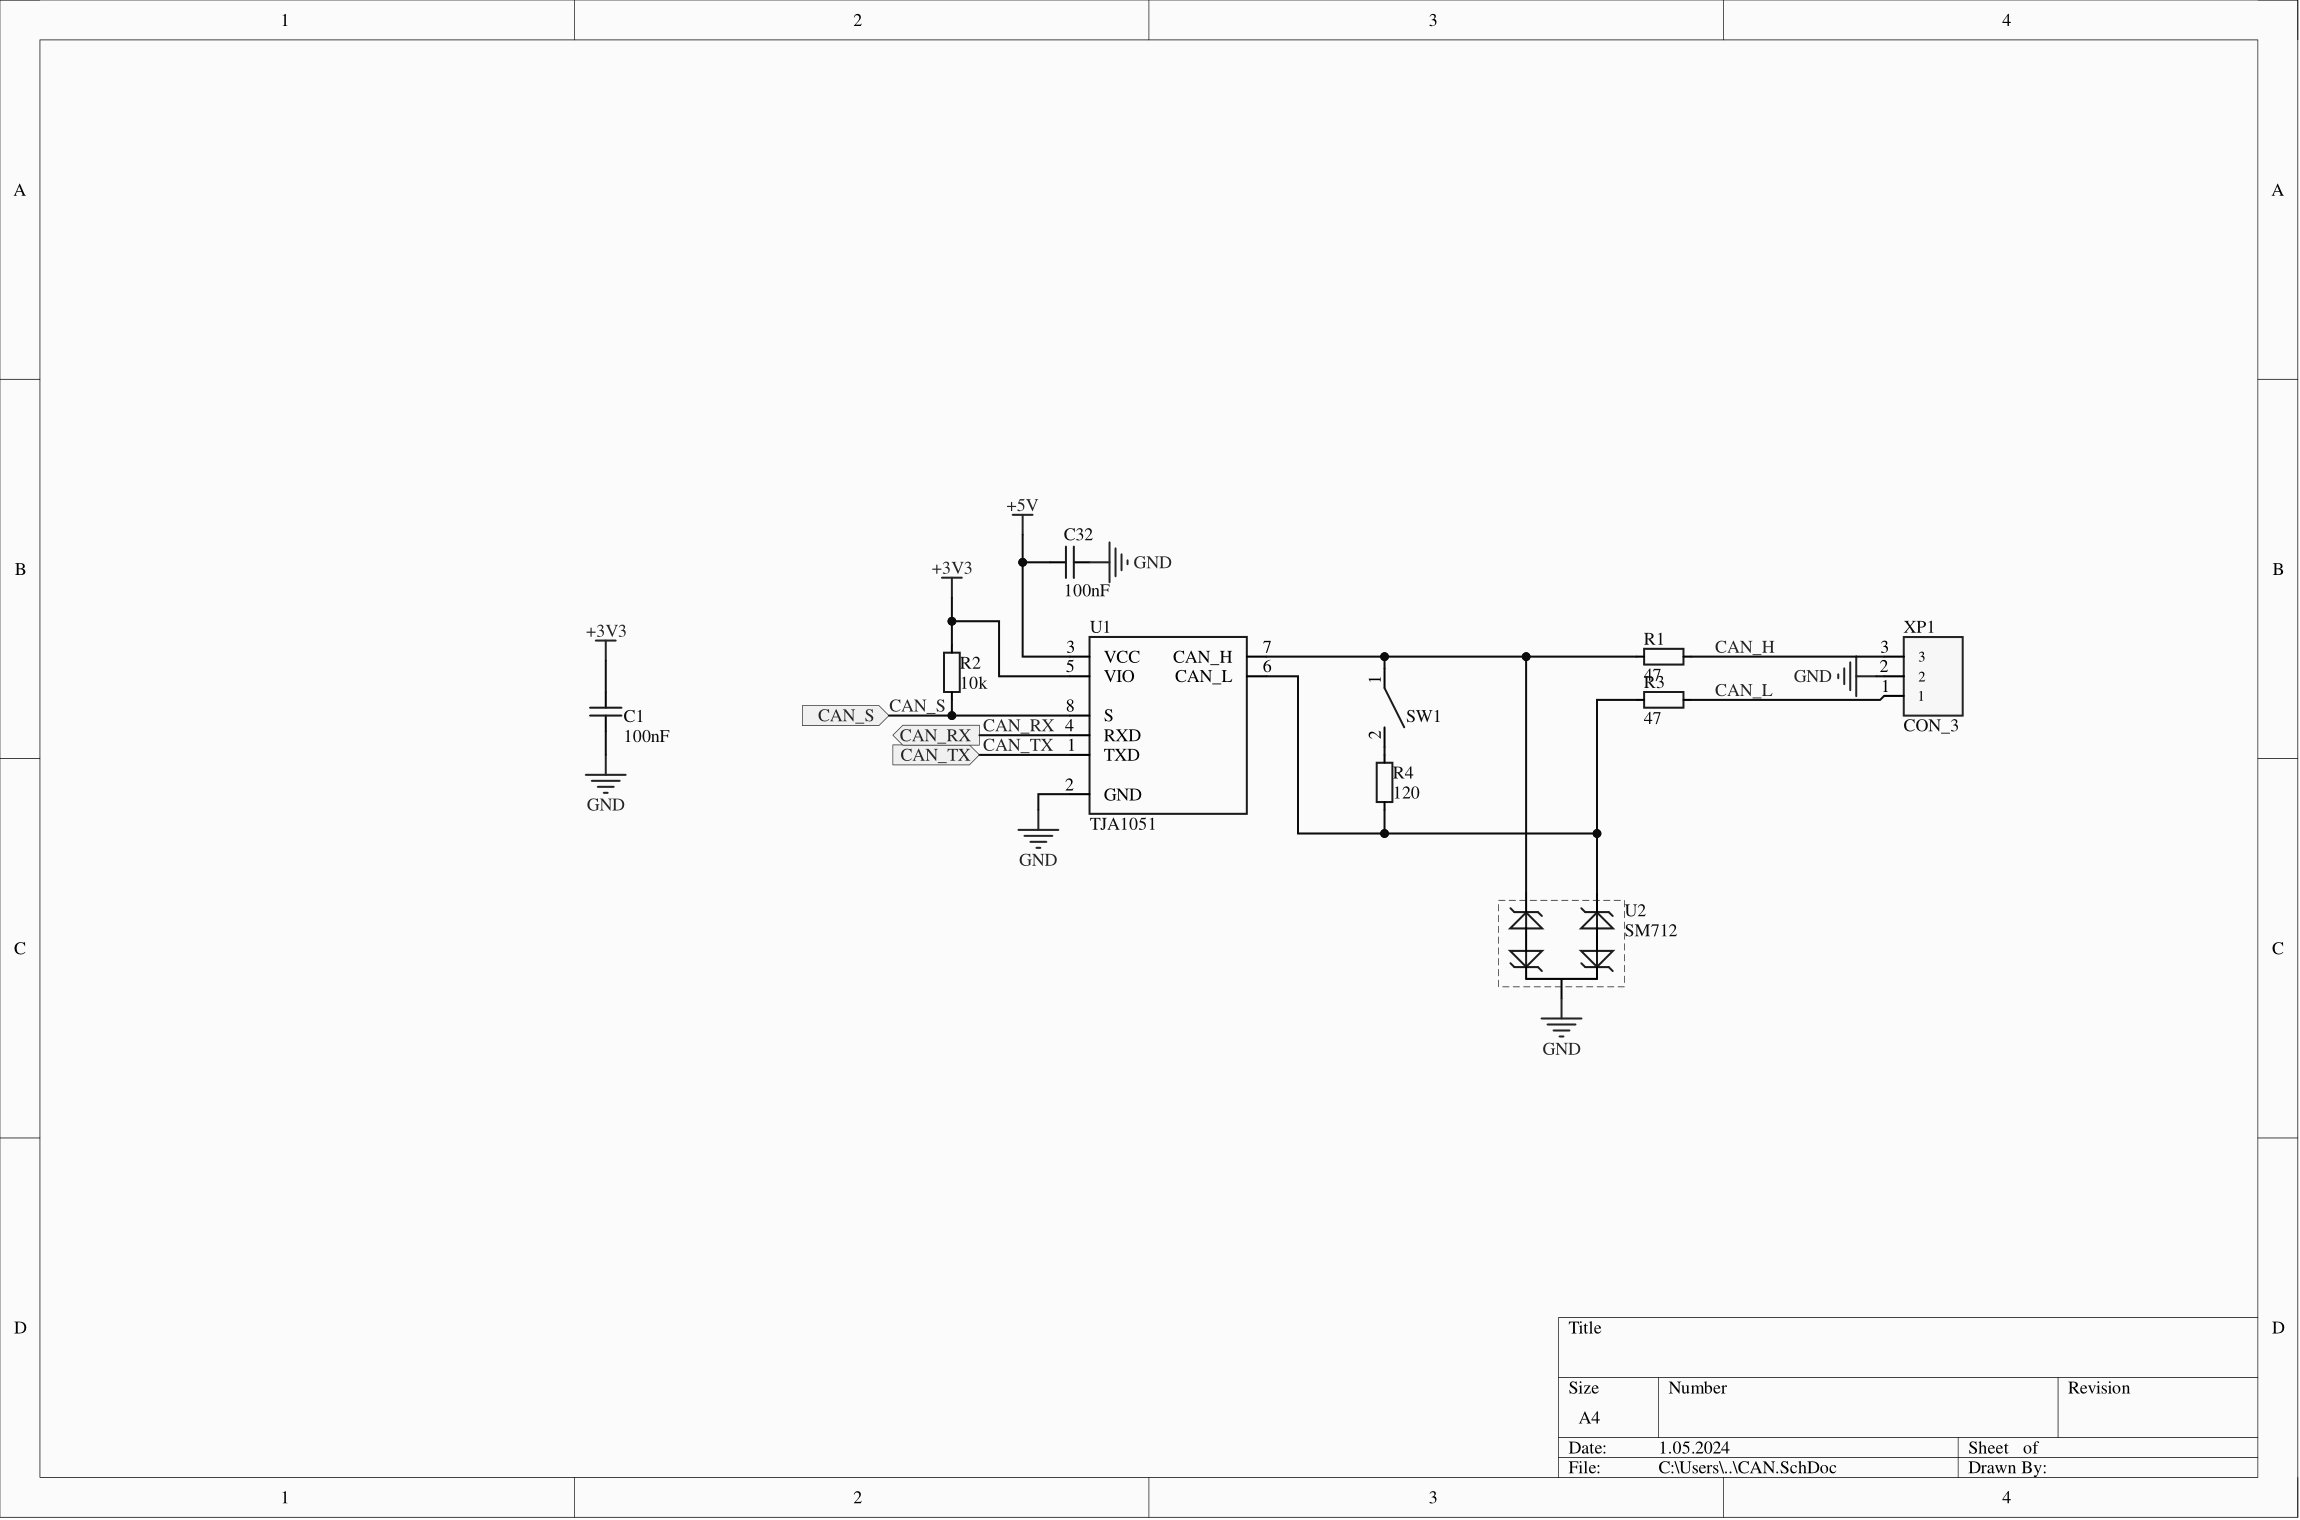 1 2 3 4
A A
+5V
C32
GND
100nF
+3V3
B B
+3V3
C1
100nF
GND
R2
10k
CAN_S CAN_S
CAN_RX CAN_RX
CAN_TX CAN_TX
U1
3 VCC CAN_H 7
5 VIO CAN_L 6
8 S
4 RXD
1 TXD
2 GND
TJA1051
GND
1
SW1
2
R4
120
R1
47
CAN_H
R3
47
CAN_L
GND
XP1
3 3
2 2
1 1
CON_3
U2
SM712
GND
C C
D D
Title
Size Number Revision
A4
Date: 1.05.2024 Sheet of
File: C:\Users\..\CAN.SchDoc Drawn By:
1 2 3 4